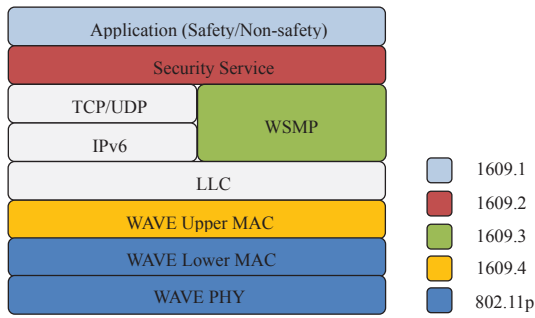 Application (Safety/Non-safety)
Security Service
TCP/UDP
WSMP
IPv6
LLC
WAVE Upper MAC
WAVE Lower MAC
WAVE PHY
1609.1
1609.2
1609.3
1609.4
802.11p